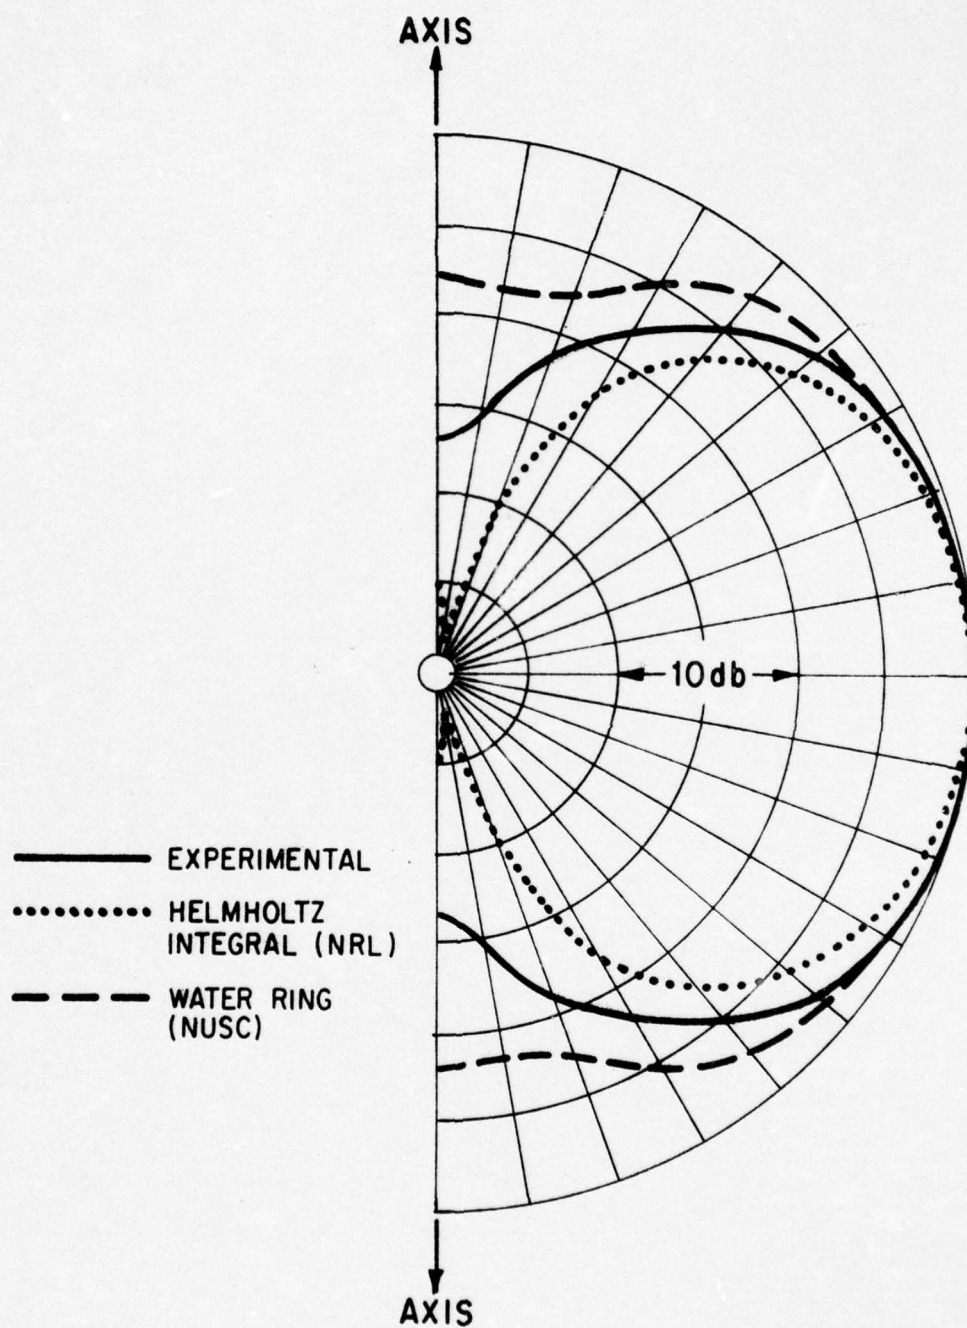 AXIS
10db
EXPERIMENTAL
HELMHOLTZ
INTEGRAL (NRL)
WATER RING
(NUSC)
AXIS